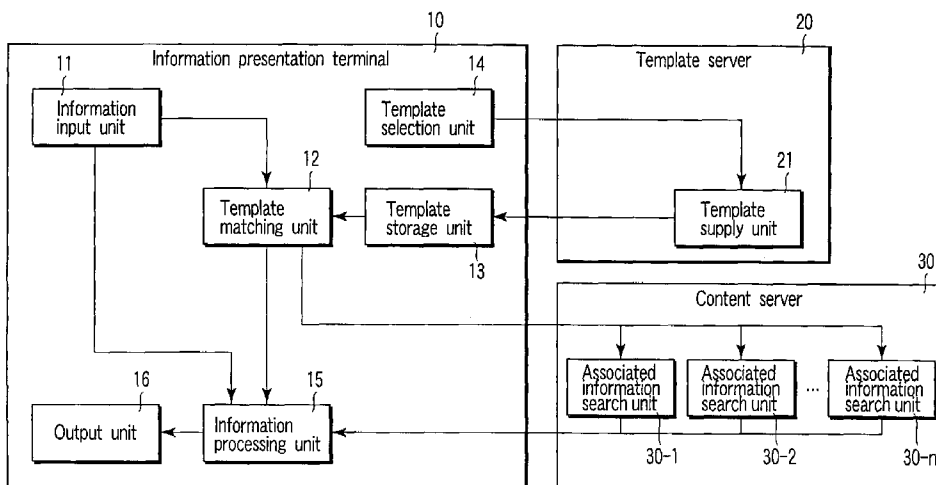 10
Information presentation terminal
11
Information
input unit
14
Template
selection unit
12
Template
matching unit
Template
storage unit
13
16
Output unit
15
Information
processing unit
20
Template server
21
Template
supply unit
30
Content server
Associated
information
search unit
Associated
information
search unit
...
Associated
information
search unit
30-1
30-2
30-n